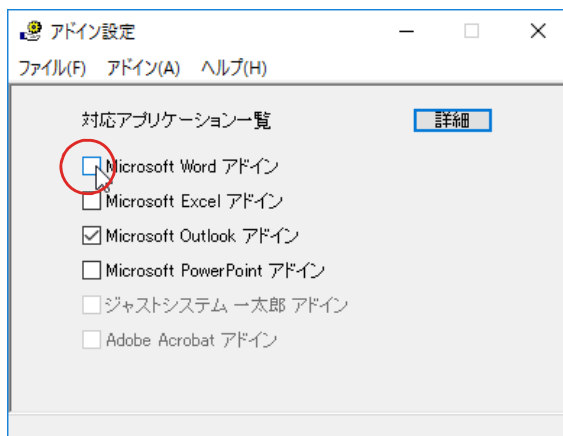 アドイン設定
ファイル(F) アドイン(A) ヘルプ(H)
対応アプリケーション一覧 詳細
Microsoft Word アドイン
Microsoft Excel アドイン
Microsoft Outlook アドイン
Microsoft PowerPoint アドイン
ジャストシステム 一太郎 アドイン
Adobe Acrobat アドイン